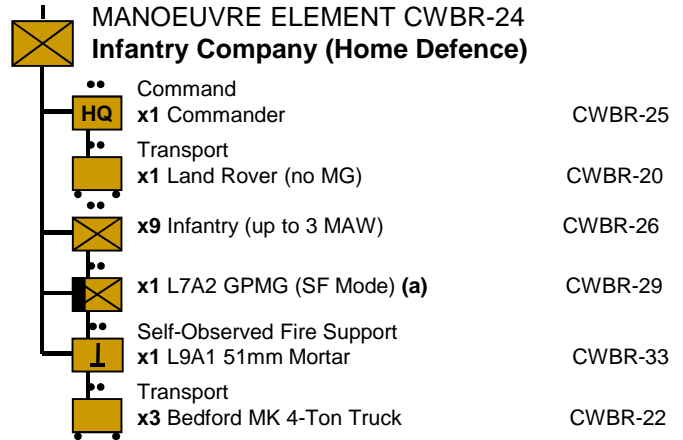 MANOEUVRE ELEMENT CWBR-24
Infantry Company (Home Defence)
Command
HQ x1 Commander CWBR-25
Transport
x1 Land Rover (no MG) CWBR-20
x9 Infantry (up to 3 MAW) CWBR-26
x1 L7A2 GPMG (SF Mode) (a) CWBR-29
Self-Observed Fire Support
x1 L9A1 51mm Mortar CWBR-33
Transport
x3 Bedford MK 4-Ton Truck CWBR-22